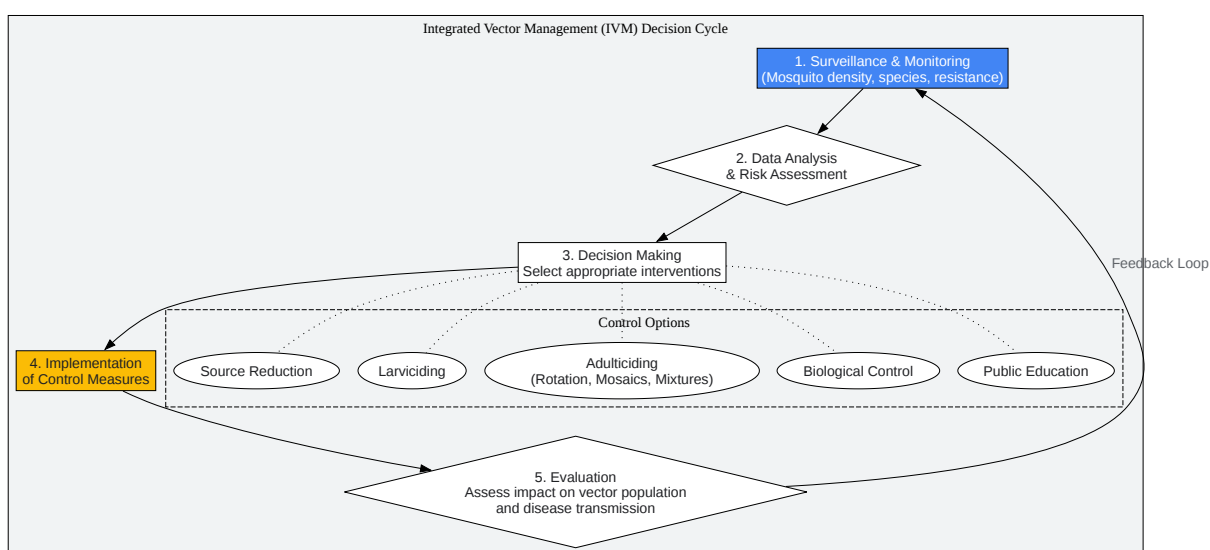 Integrated Vector Management (IVM) Decision Cycle
1. Surveillance & Monitoring
(Mosquito density, species, resistance)
2. Data Analysis
& Risk Assessment
3. Decision Making
Select appropriate interventions
Feedback Loop
Control Options
4. Implementation
of Control Measures
Source Reduction
Larviciding
Adulticiding
(Rotation, Mosaics, Mixtures)
Biological Control
Public Education
5. Evaluation
Assess impact on vector population
and disease transmission